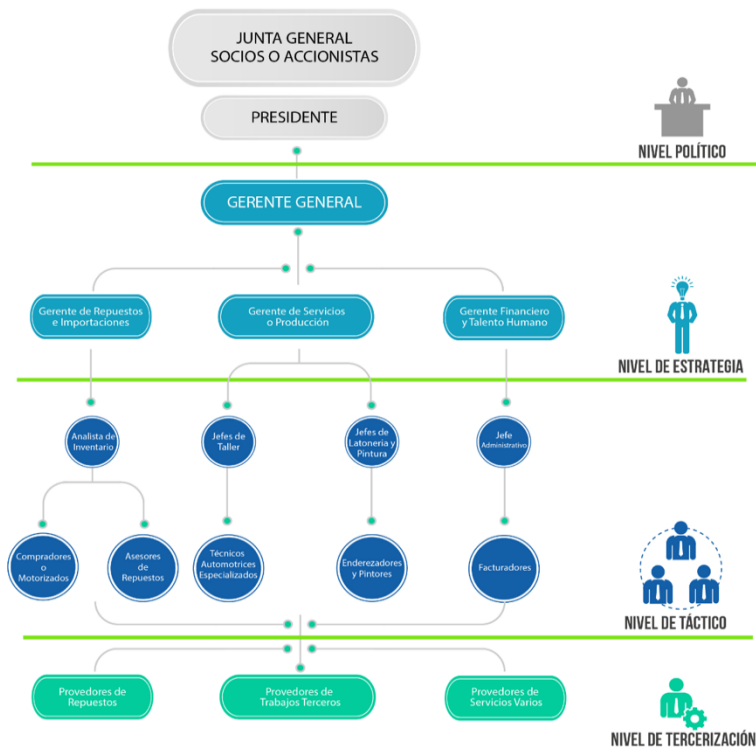 JUNTA GENERAL
SOCIOS O ACCIONISTAS
PRESIDENTE
NIVEL POLÍTICO
GERENTE GENERAL
Gerente de Repuestos
e Importaciones
Gerente de Servicios
o Producción
Gerente Financiero
y Talento Humano
NIVEL DE ESTRATEGIA
Analista de
Inventario
Jefes de
Taller
Jefes de
Latoneria y
Pintura
Jefe
Administrativo
Compradores
o
Motorizados
Asesores
de
Repuestos
Técnicos
Automotrices
Especializados
Enderezadores
y Pintores
Facturadores
NIVEL DE TÁCTICO
Provedores de
Repuestos
Provedores de
Trabajos Terceros
Provedores de
Servicios Varios
NIVEL DE TERCERIZACIÓN